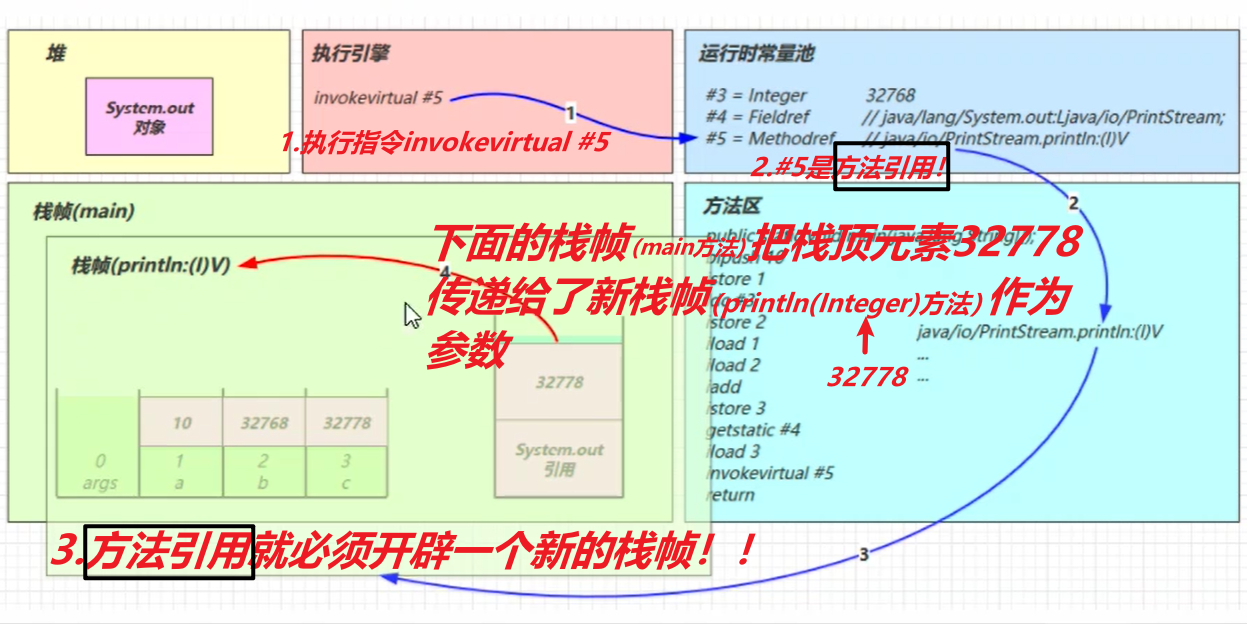 堆
System.out
对象
执行引擎
invokevirtual #5
1
1.执行指令invokevirtual #5
运行时常量池
#3 = Integer 32768
#4 = Fieldref // java/lang/System.out:Ljava/io/PrintStream;
#5 = Methodref // java/io/PrintStream.println:(I)V
2.#5是方法引用!
2
栈帧(main)
栈帧(println:(I)V)
4
下面的栈帧(main方法)把栈顶元素32778
传递给了新栈帧(println(Integer)方法)作为
参数
32778
32778
System.out
引用
10 32768 32778
0 1 2 3
args a b c
方法区
istore 1
istore 2
iload 1
iload 2
iadd
istore 3
getstatic #4
iload 3
invokevirtual #5
return
java/io/PrintStream.println:(I)V
...
...
3
3.方法引用就必须开辟一个新的栈帧！！